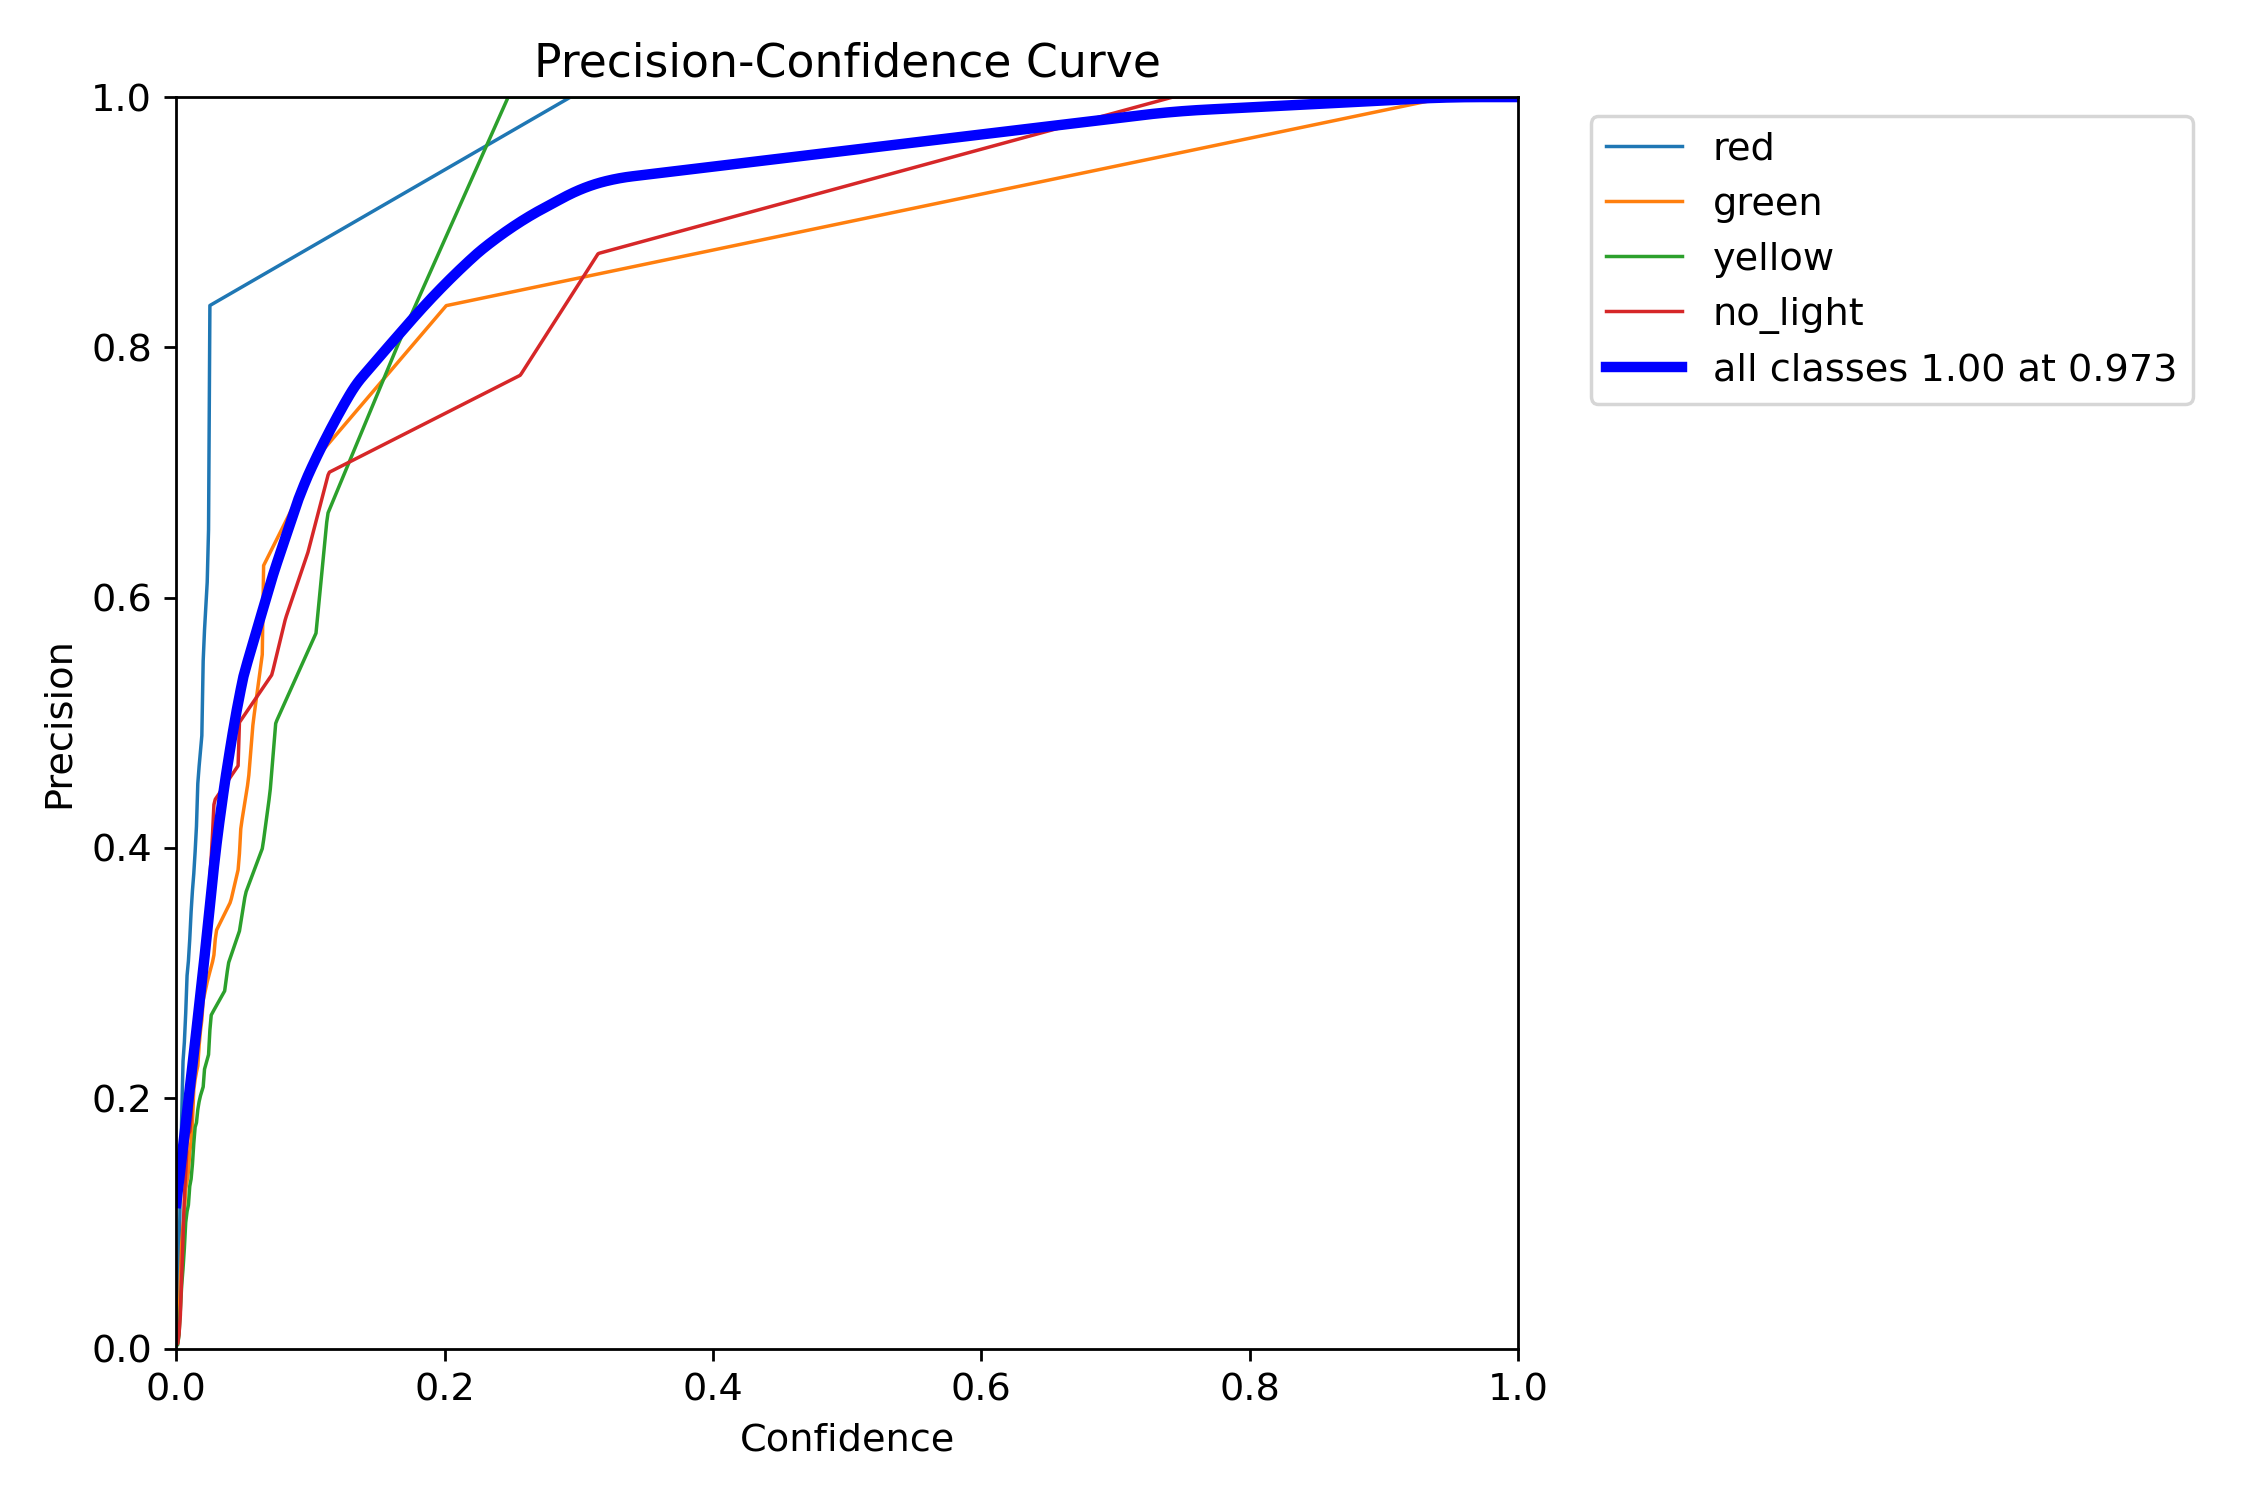 Precision-Confidence Curve
1.0
0.8
0.6
0.4
0.2
0.0
Precision
0.0 0.2 0.4 0.6 0.8 1.0
Confidence
red
green
yellow
no_light
all classes 1.00 at 0.973